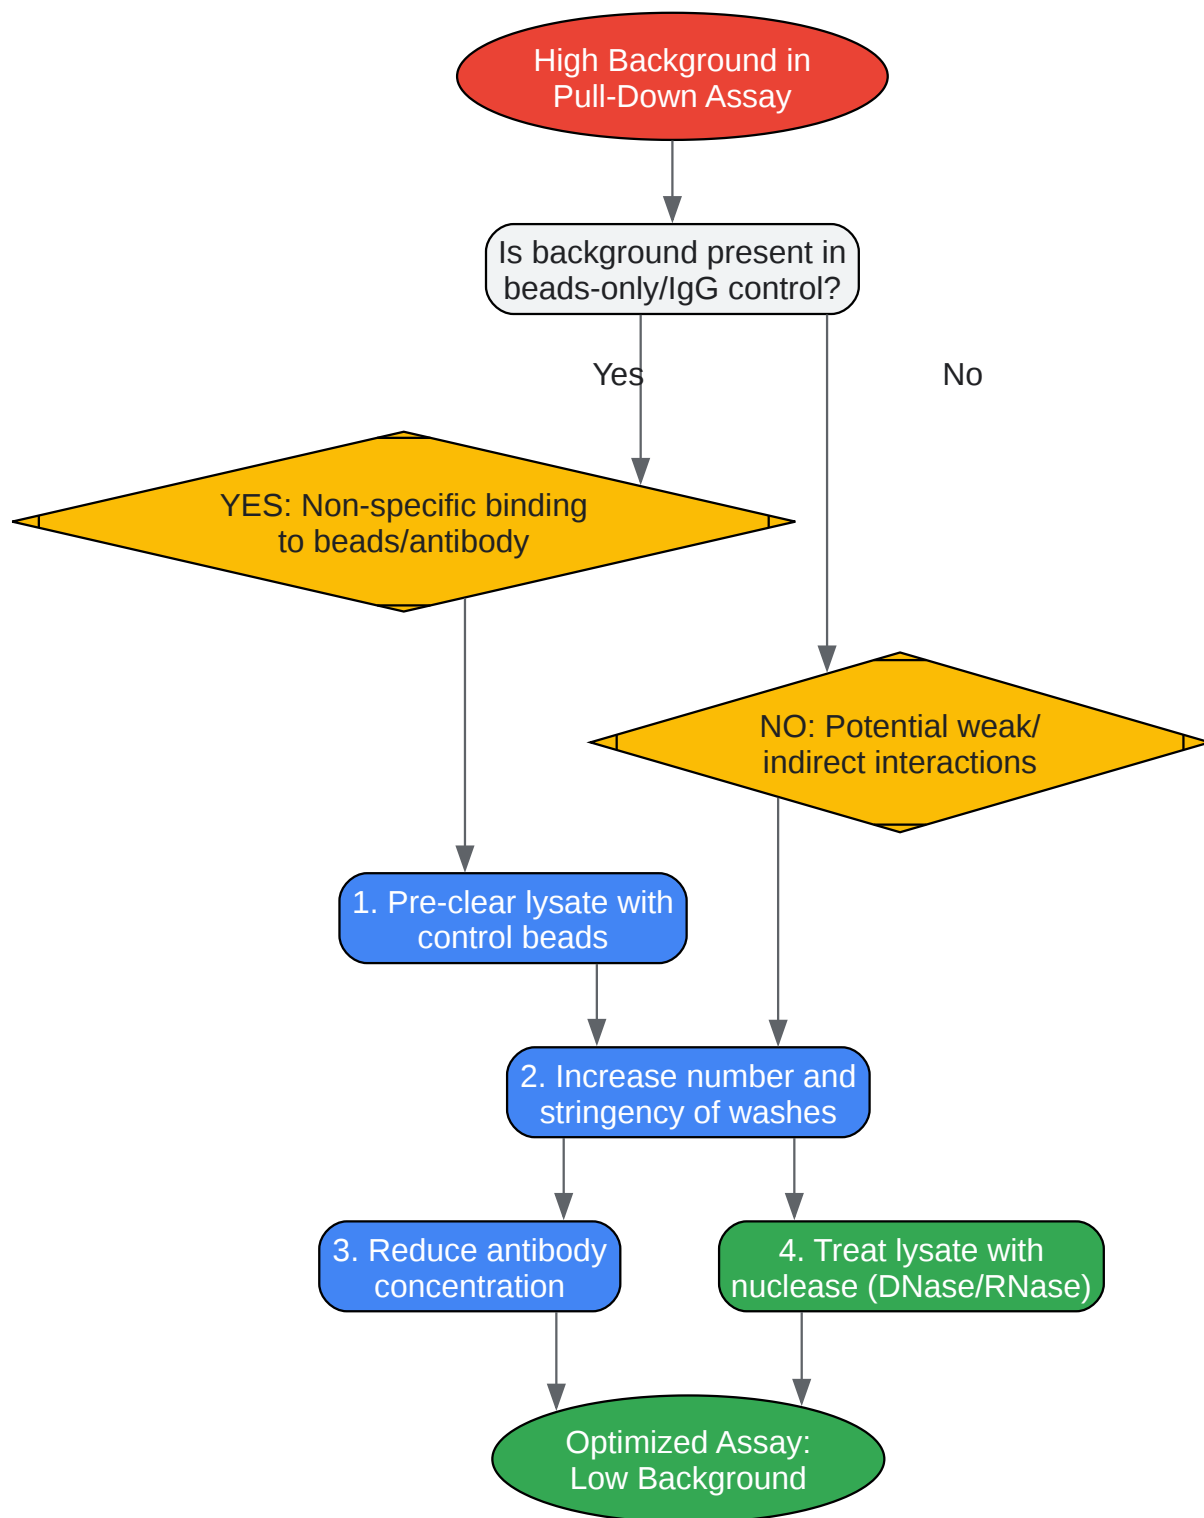 High Background in
Pull-Down Assay
Is background present in
beads-only/IgG control?
Yes
No
YES: Non-specific binding
to beads/antibody
NO: Potential weak/
indirect interactions
1. Pre-clear lysate with
control beads
2. Increase number and
stringency of washes
3. Reduce antibody
concentration
4. Treat lysate with
nuclease (DNase/RNase)
Optimized Assay:
Low Background